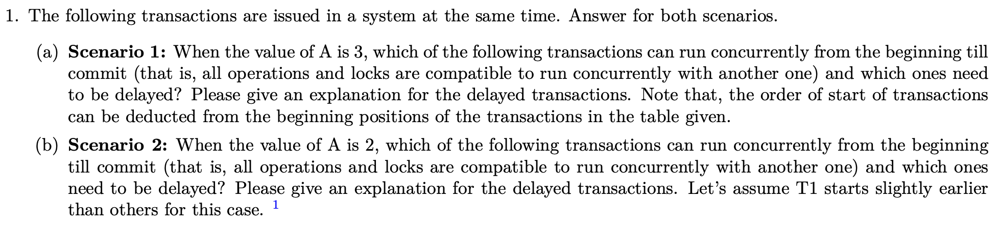 1. The following transactions are issued in a system at the same time. Answer for both scenarios.
(a) Scenario 1: When the value of A is 3, which of the following transactions can run concurrently from the beginning till
commit (that is, all operations and locks are compatible to run concurrently with another one) and which ones need
to be delayed? Please give an explanation for the delayed transactions. Note that, the order of start of transactions
can be deducted from the beginning positions of the transactions in the table given.
(b) Scenario 2: When the value of A is 2, which of the following transactions can run concurrently from the beginning
till commit (that is, all operations and locks are compatible to run concurrently with another one) and which ones
need to be delayed? Please give an explanation for the delayed transactions. Let's assume T1 starts slightly earlier
than others for this case. 1